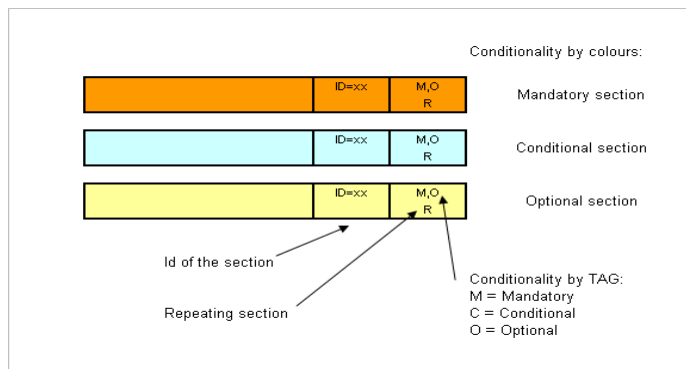 Conditionality by colours:
ID=xx
M,O
R
Mandatory section
ID=xx
M,O
R
Conditional section
ID=xx
M,O
R
Optional section
Id of the section
Repeating section
Conditionality by TAG:
M = Mandatory
C = Conditional
O = Optional